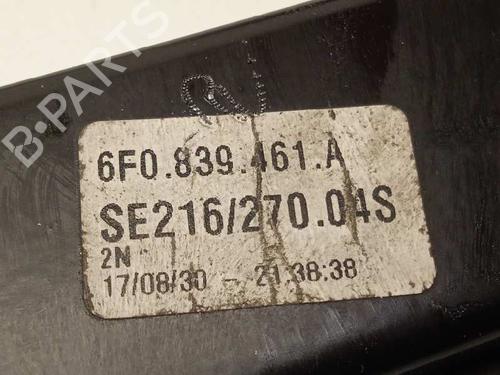 6F0.839.461.A
SE216/270.04S
2N
17/08/30 - 21:38:38
B-PARTS